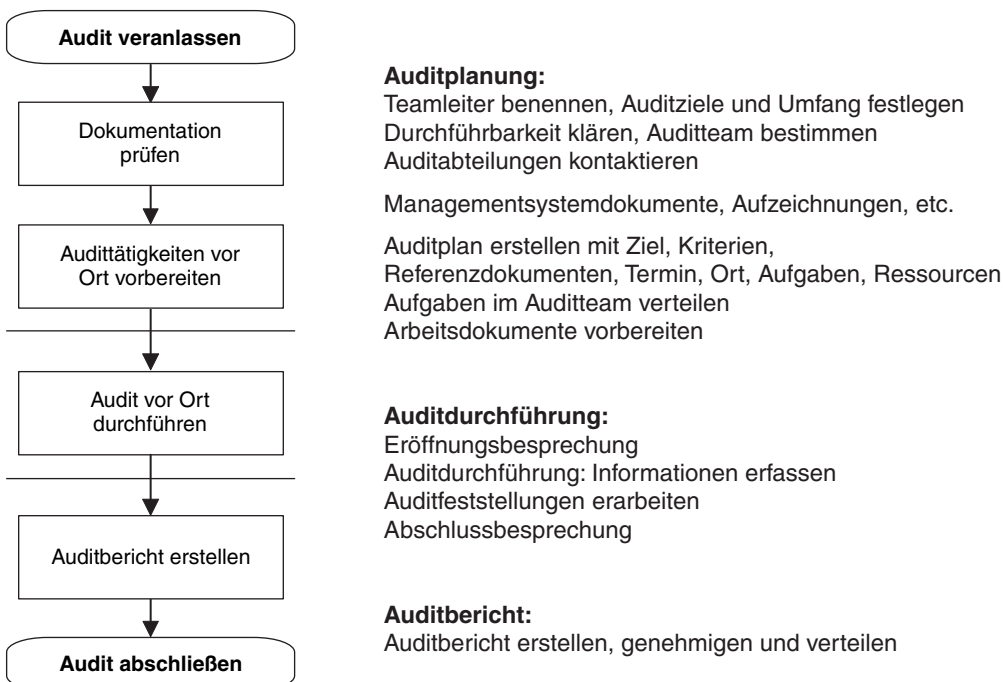 Audit veranlassen
Dokumentation
prüfen
Audittätigkeiten vor
Ort vorbereiten
Audit vor Ort
durchführen
Auditbericht erstellen
Audit abschließen
Auditplanung:
Teamleiter benennen, Auditziele und Umfang festlegen
Durchführbarkeit klären, Auditteam bestimmen
Auditabteilungen kontaktieren
Managementsystemdokumente, Aufzeichnungen, etc.
Auditplan erstellen mit Ziel, Kriterien,
Referenzdokumenten, Termin, Ort, Aufgaben, Ressourcen
Aufgaben im Auditteam verteilen
Arbeitsdokumente vorbereiten
Auditdurchführung:
Eröffnungsbesprechung
Auditdurchführung: Informationen erfassen
Auditfeststellungen erarbeiten
Abschlussbesprechung
Auditbericht:
Auditbericht erstellen, genehmigen und verteilen